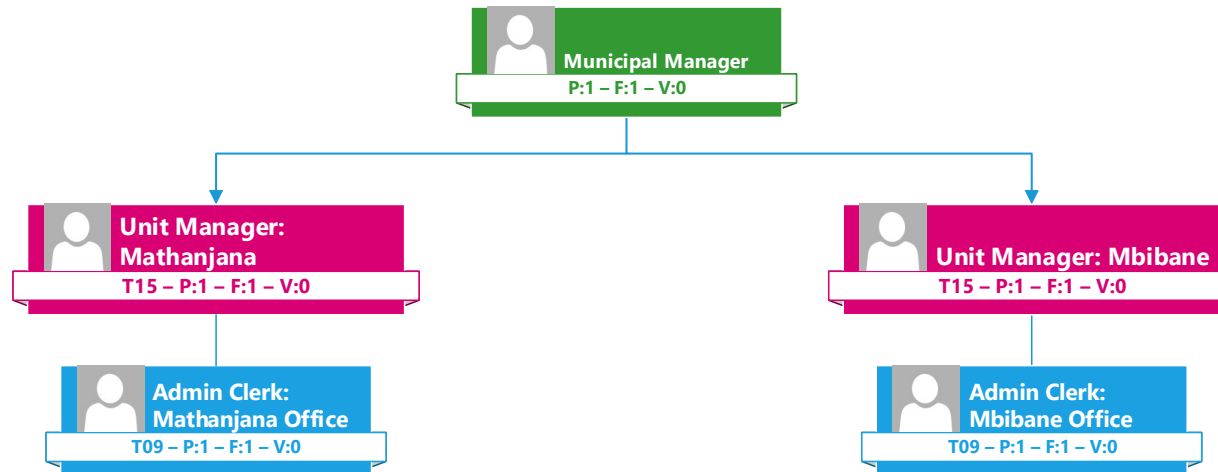 Municipal Manager
P:1 – F:1 – V:0
Unit Manager:
Mathanjana
T15 – P:1 – F:1 – V:0
Unit Manager: Mbibane
T15 – P:1 – F:1 – V:0
Admin Clerk:
Mathanjana Office
T09 – P:1 – F:1 – V:0
Admin Clerk:
Mbibane Office
T09 – P:1 – F:1 – V:0